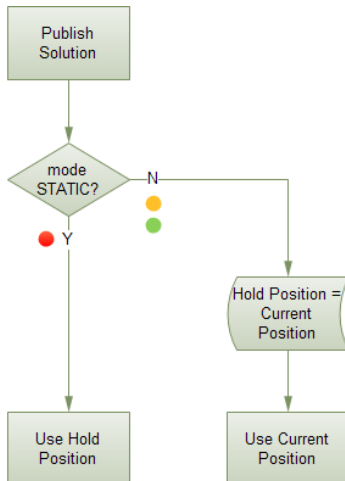 Publish
Solution
mode
STATIC?
N
Y
Hold Position =
Current
Position
Use Hold
Position
Use Current
Position